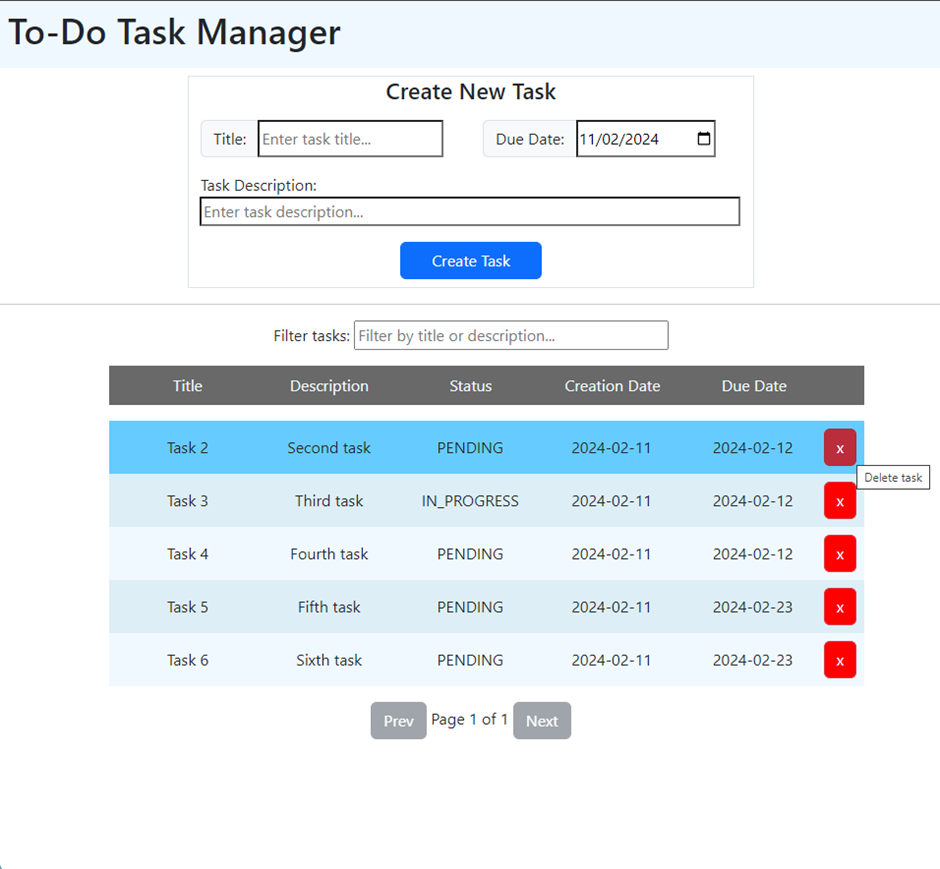 To-Do Task Manager
Create New Task
Title: Enter task title... Due Date: 11/02/2024
Task Description:
Enter task description...
Create Task
Filter tasks: Filter by title or description...
Title Description Status Creation Date Due Date
Task 2 Second task PENDING 2024-02-11 2024-02-12 x
Delete task
Task 3 Third task IN_PROGRESS 2024-02-11 2024-02-12 x
Task 4 Fourth task PENDING 2024-02-11 2024-02-12 x
Task 5 Fifth task PENDING 2024-02-11 2024-02-23 x
Task 6 Sixth task PENDING 2024-02-11 2024-02-23 x
Prev Page 1 of 1 Next